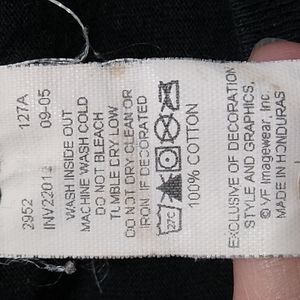 127A
09-05
2952
INV22012
WASH INSIDE OUT
MACHINE WASH COLD
DO NOT BLEACH
TUMBLE DRY LOW
DO NOT DRY CLEAN OR
IRON IF DECORATED
27C
100% COTTON
EXCLUSIVE OF DECORATION
STYLE AND GRAPHICS,
© VF Imagewear, Inc.
MADE IN HONDURAS